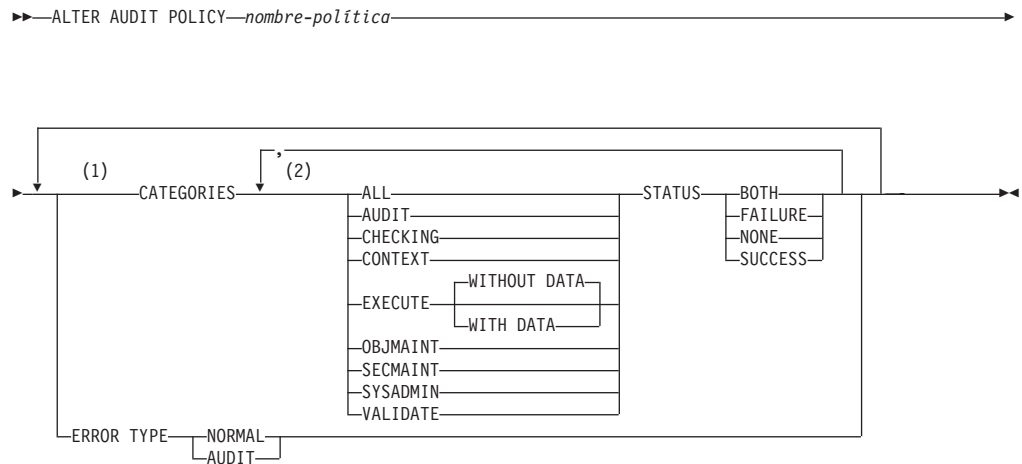 ALTER AUDIT POLICY nombre-política
,
(1) (2)
CATEGORIES ALL STATUS BOTH
AUDIT FAILURE
CHECKING NONE
CONTEXT SUCCESS
WITHOUT DATA
EXECUTE
WITH DATA
OBJMAINT
SECMAINT
SYSADMIN
VALIDATE
ERROR TYPE NORMAL
AUDIT